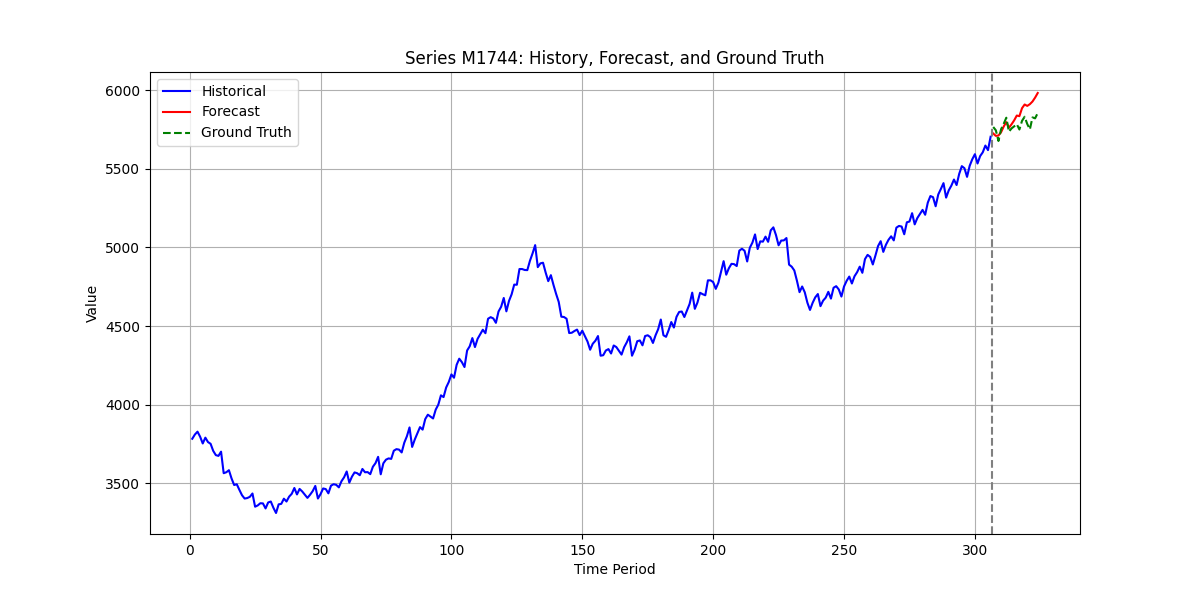 Series M1744: History, Forecast, and Ground Truth
Historical
Forecast
Ground Truth
Value
6000
5500
5000
4500
4000
3500
0 50 100 150 200 250 300
Time Period